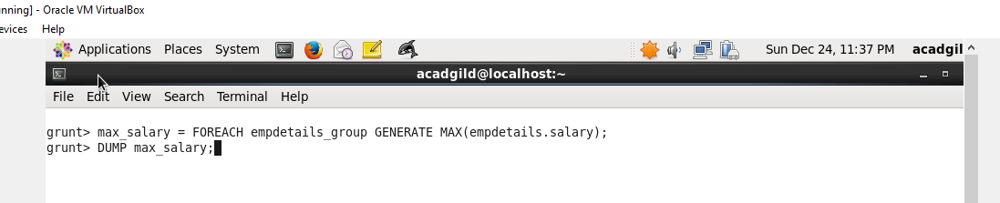 unning] - Oracle VM VirtualBox
evices Help
Applications Places System Sun Dec 24, 11:37 PM acadgil
acadgild@localhost:~
File Edit View Search Terminal Help
grunt> max_salary = FOREACH empdetails_group GENERATE MAX(empdetails.salary);
grunt> DUMP max_salary;